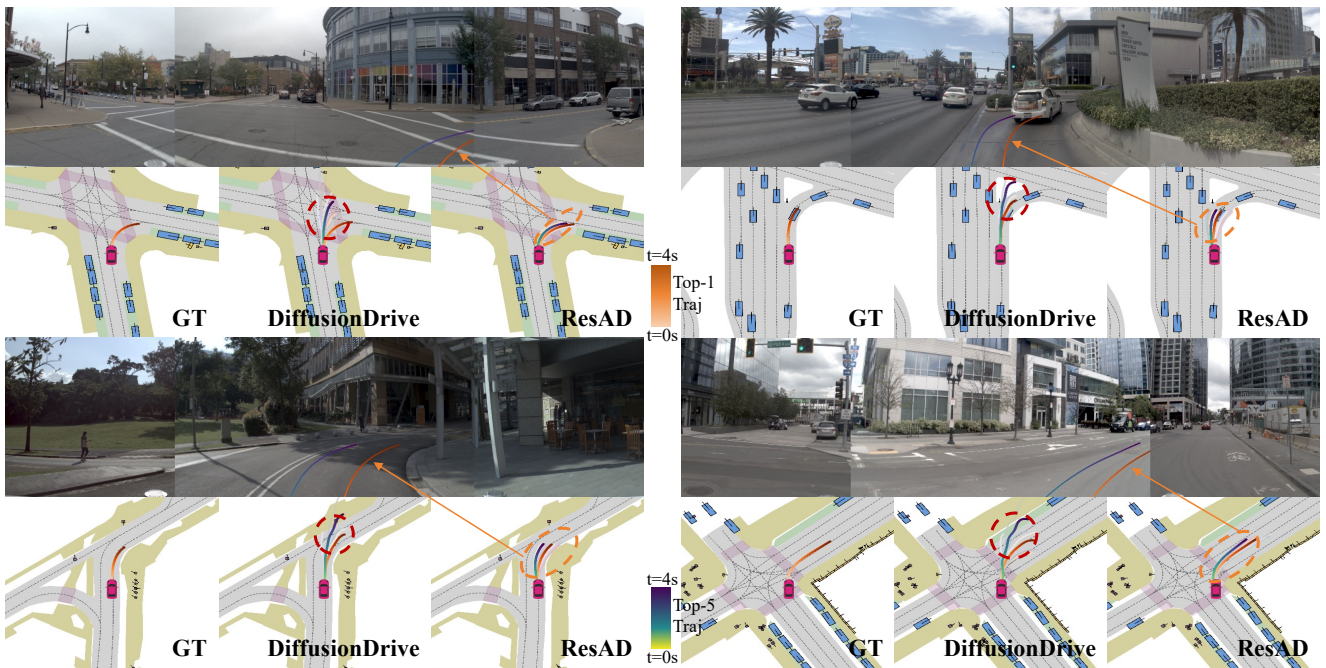 t=4s
Top-1
Traj
t=0s
GT
DiffusionDrive
ResAD
GT
DiffusionDrive
ResAD
t=4s
Top-5
Traj
t=0s
GT
DiffusionDrive
ResAD
GT
DiffusionDrive
ResAD